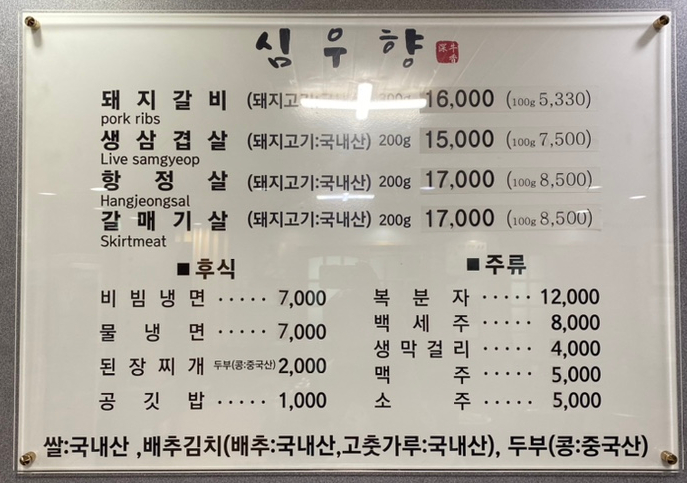 심우향 深牛香
돼지갈비 (돼지고기:국내산) 300g 16,000 (100g 5,330)
pork ribs
생삼겹살 (돼지고기:국내산) 200g 15,000 (100g 7,500)
Live samgyeop
항정살 (돼지고기:국내산) 200g 17,000 (100g 8,500)
Hangjeongsal
갈매기살 (돼지고기:국내산) 200g 17,000 (100g 8,500)
Skirtmeat
■ 후식
비빔냉면 ····· 7,000
물냉면 ····· 7,000
된장찌개 두부(콩:중국산) 2,000
공깃밥 ····· 1,000
■ 주류
복분자 ····· 12,000
백세주 ····· 8,000
생막걸리 ····· 4,000
맥주 ····· 5,000
소주 ····· 5,000
쌀:국내산 ,배추김치(배추:국내산,고춧가루:국내산), 두부(콩:중국산)